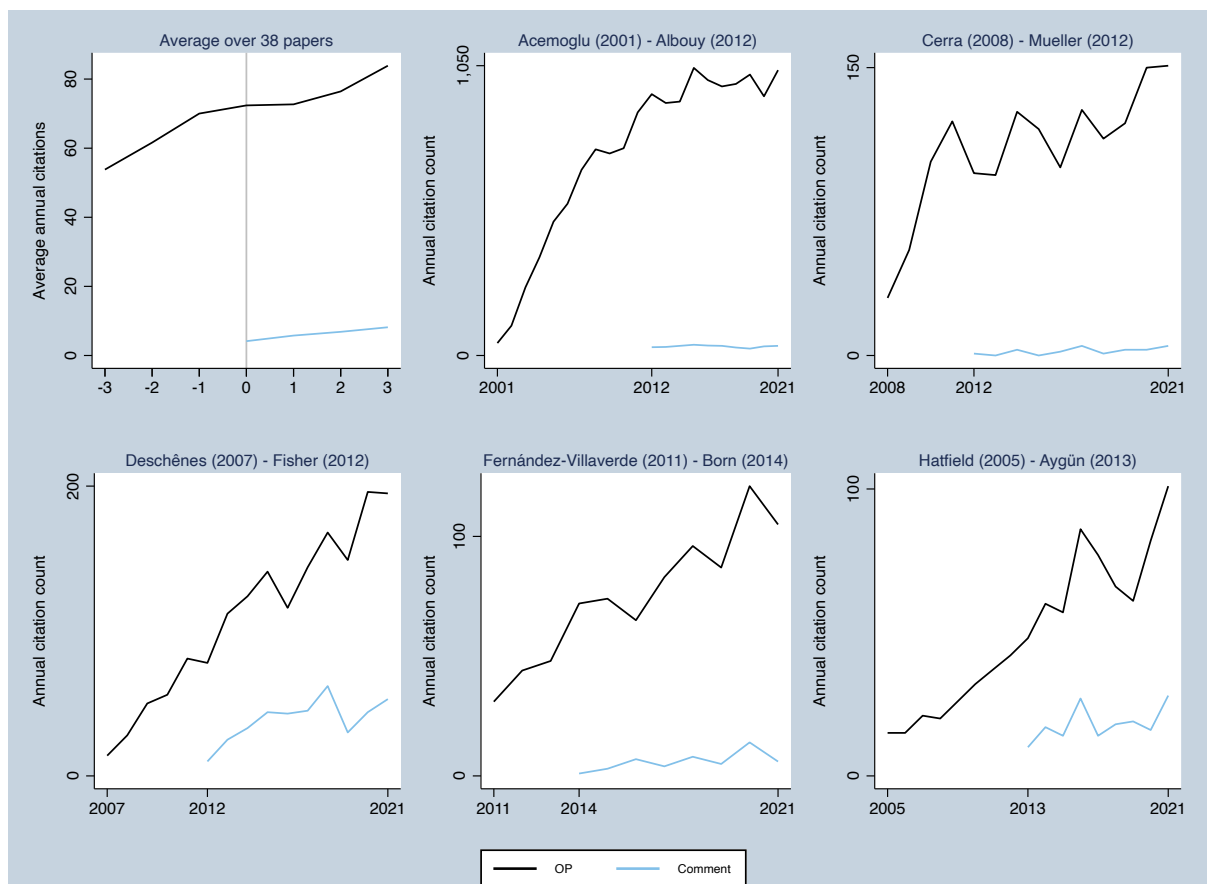 Average over 38 papers
Average annual citations
80
60
40
20
0
-3 -2 -1 0 1 2 3
Acemoglu (2001) - Albouy (2012)
Annual citation count
1,050
0
2001 2012 2021
Cerra (2008) - Mueller (2012)
Annual citation count
150
0
2008 2012 2021
Deschênes (2007) - Fisher (2012)
Annual citation count
200
0
2007 2012 2021
Fernández-Villaverde (2011) - Born (2014)
Annual citation count
100
0
2011 2014 2021
Hatfield (2005) - Aygün (2013)
Annual citation count
100
0
2005 2013 2021
OP Comment